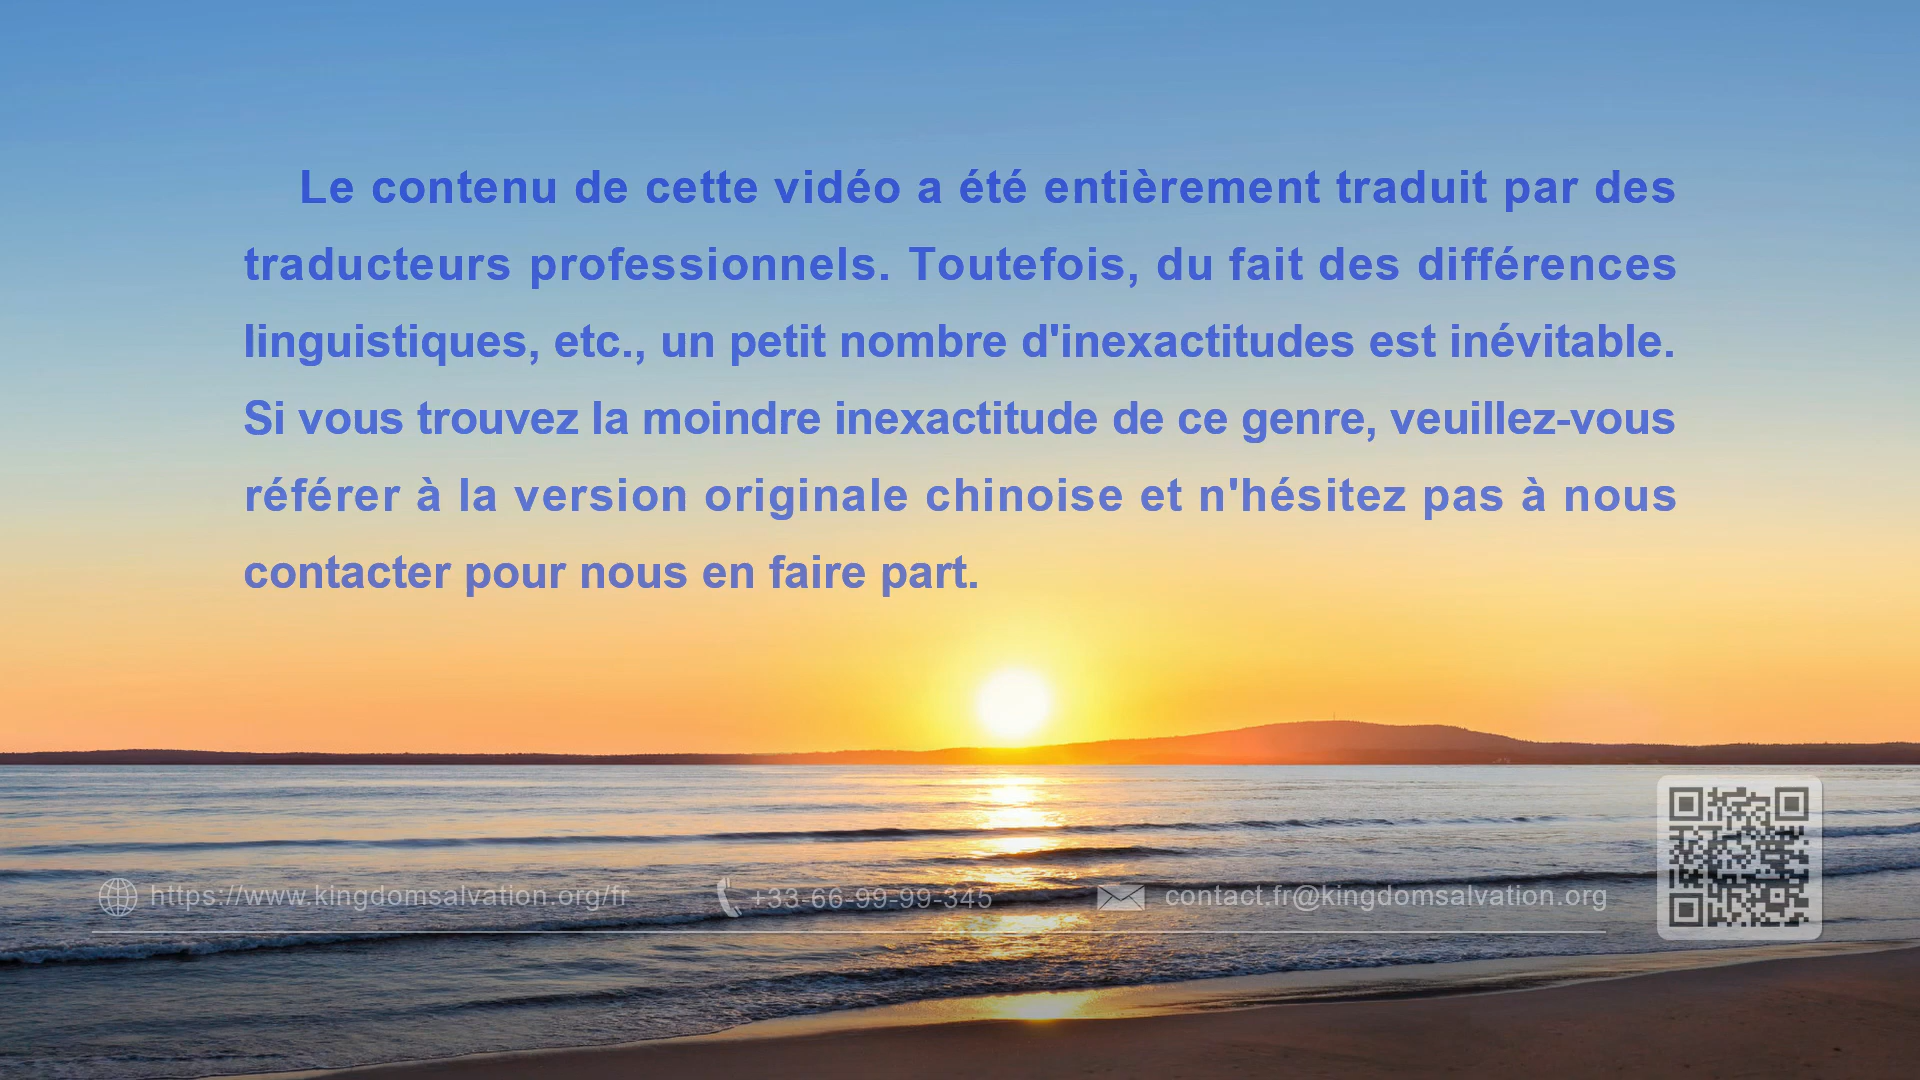 Le contenu de cette vidéo a été entièrement traduit par des
traducteurs professionnels. Toutefois, du fait des différences
linguistiques, etc., un petit nombre d'inexactitudes est inévitable.
Si vous trouvez la moindre inexactitude de ce genre, veuillez-vous
référer à la version originale chinoise et n'hésitez pas à nous
contacter pour nous en faire part.
https://www.kingdomsalvation.org/fr +33-66-99-99-345 contact.fr@kingdomsalvation.org